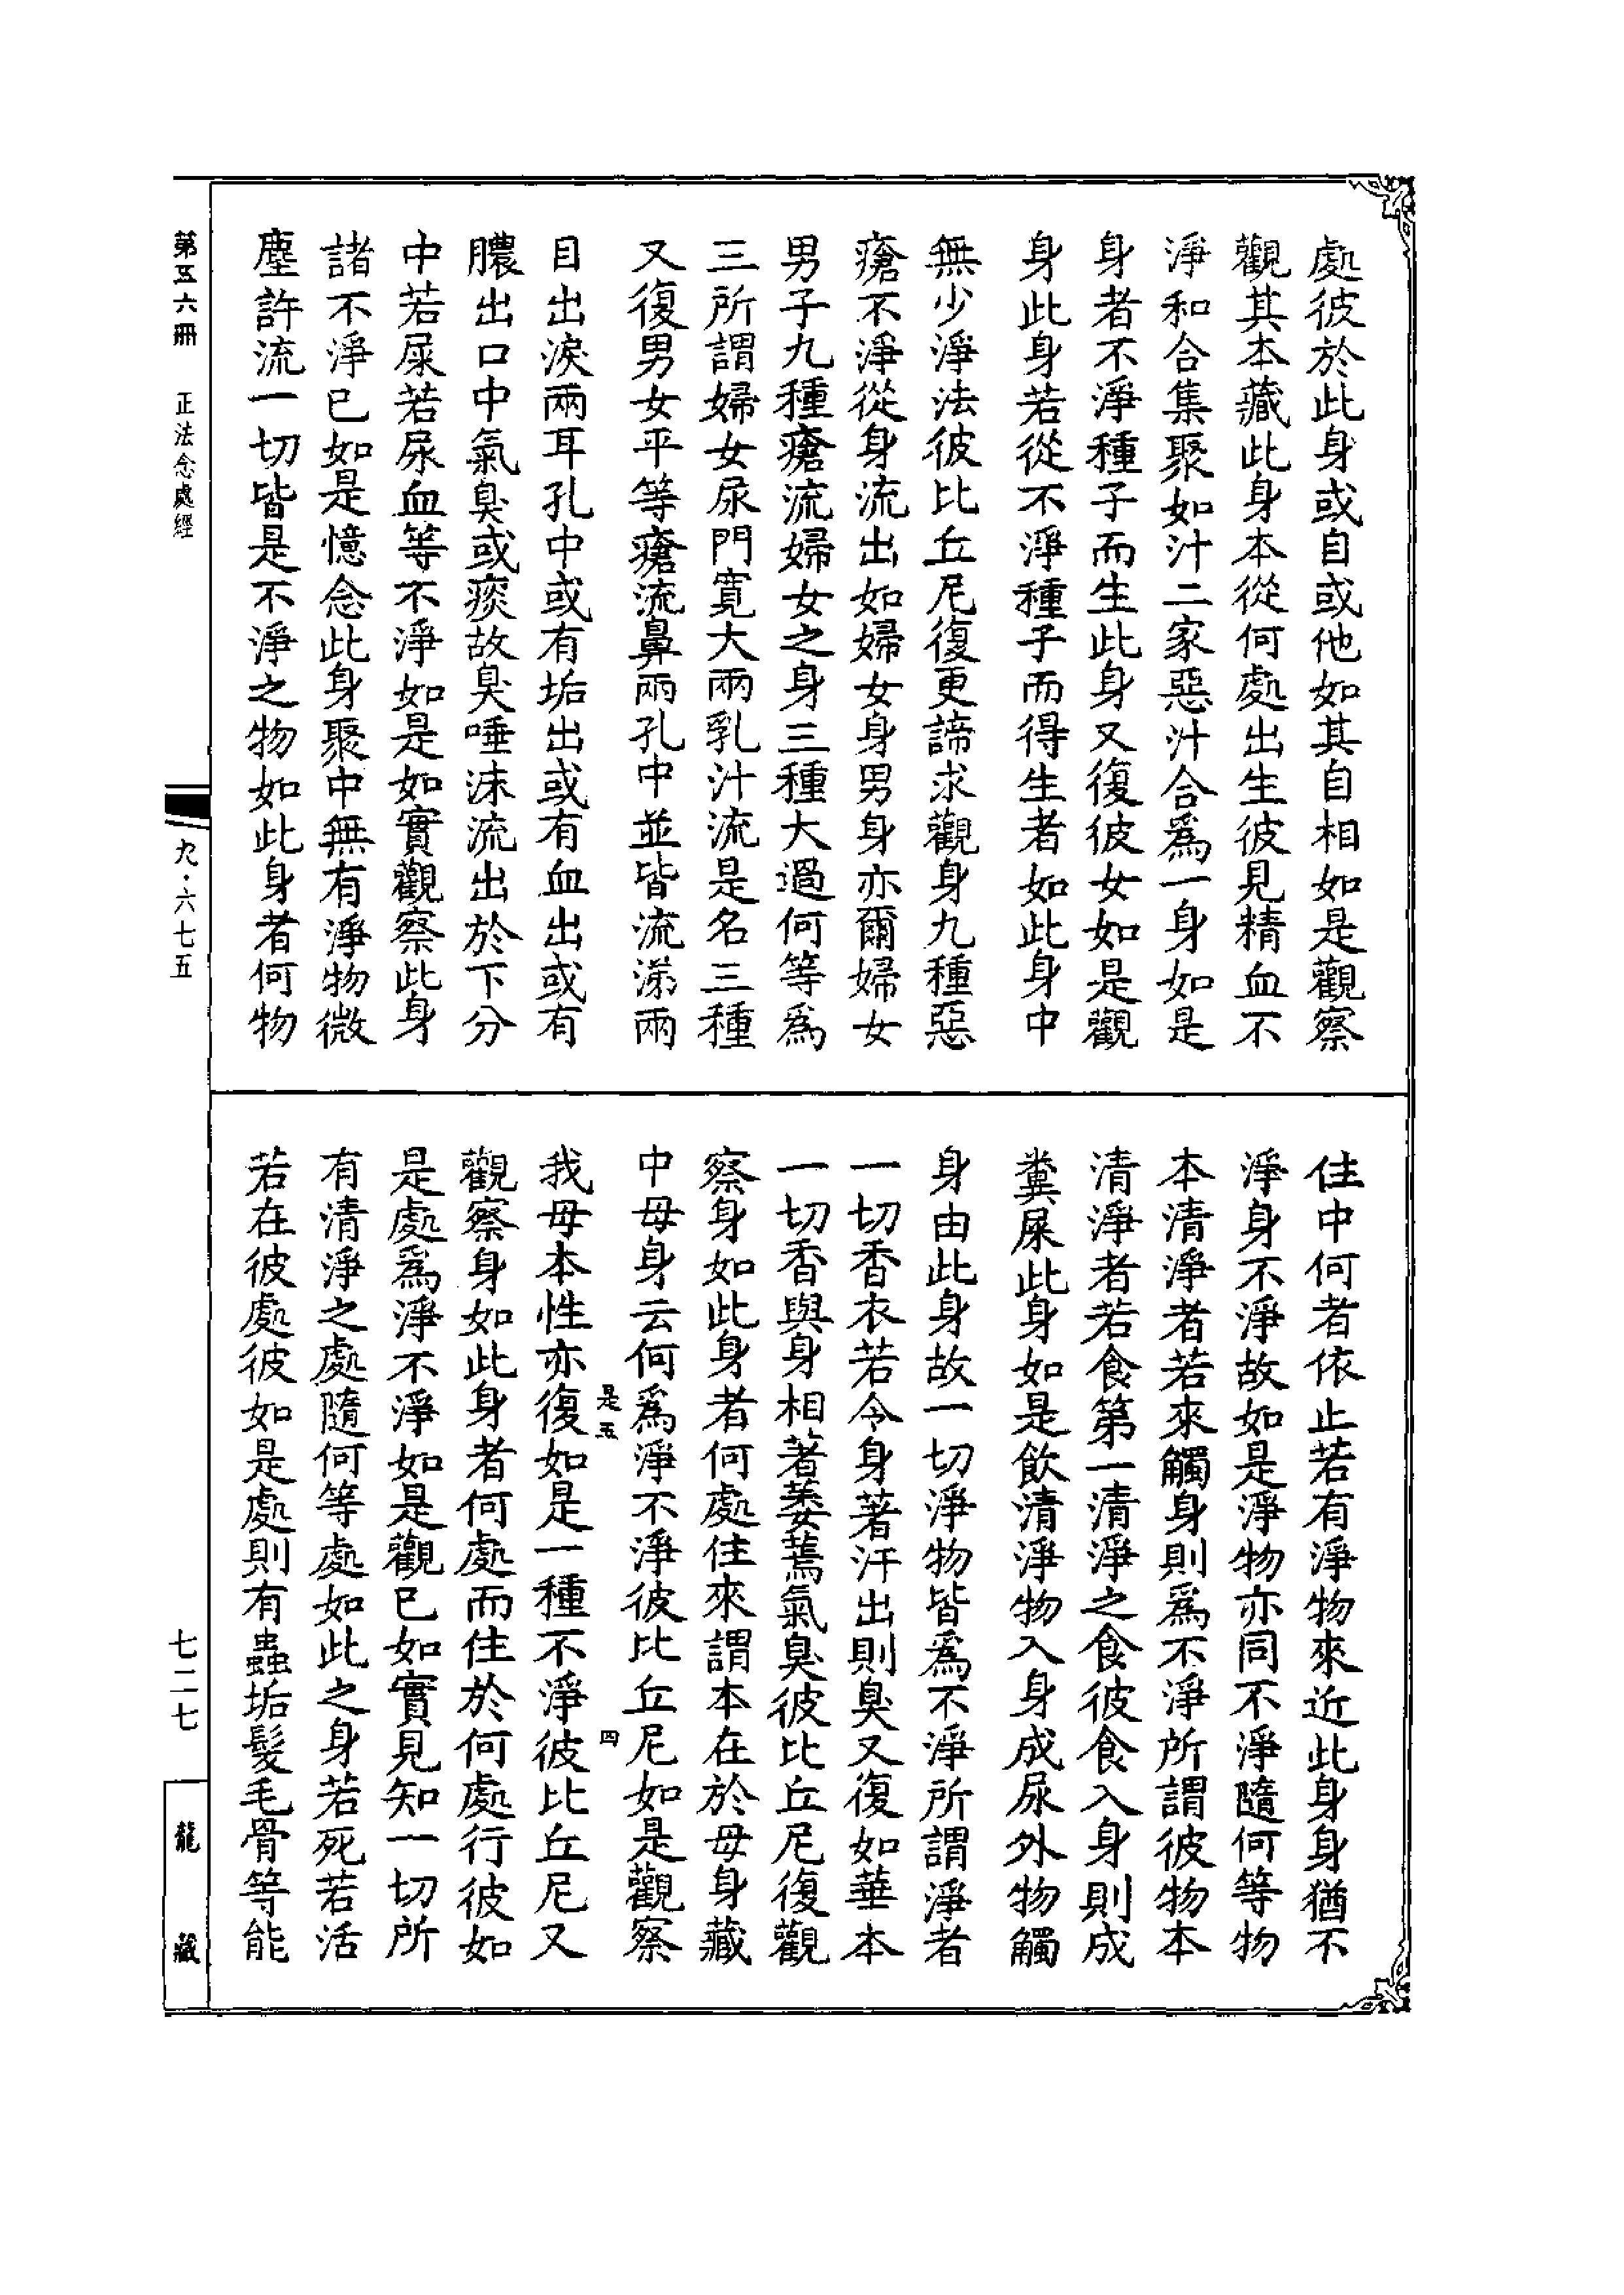 處彼於此身或自或他如其自相如是觀察
觀其本藏此身本從何處出生彼見精血不
淨和合集聚如汁二家惡汁合爲一身如是
身者不淨種子而生此身又復彼女如是觀
身此身若從不淨種子而得生者如此身中
無少淨法彼比丘尼復更諦求觀身九種惡
瘡不淨從身流出如婦女身男身亦爾婦女
男子九種瘡流婦女之身三種大過何等爲
三所謂婦女尿門寬大兩乳汁流是名三種
又復男女平等瘡流鼻兩孔中並皆流涕兩
目出淚兩耳孔中或有垢出或有血出或有
膿出口中氣臭或痰故臭唾沫流出於下分
中若屎若尿血等不淨如是如實觀察此身
諸不淨已如是憶念此身聚中無有淨物微
塵許流一切皆是不淨之物如此身者何物
住中何者依止若有淨物來近此身身猶不
淨身不淨故如是淨物亦同不淨隨何等物
本清淨者若來觸身則爲不淨所謂彼物本
清淨者若食第一清淨之食彼食入身則成
糞屎此身如是飲清淨物入身成尿外物觸
身由此身故一切淨物皆爲不淨所謂淨者
一切香衣若令身著汗出則臭又復如華本
一切香與身相著萎蔫氣臭彼比丘尼復觀
察身如此身者何處住來謂本在於母身藏
中母身云何爲淨不淨彼比丘尼如是觀察
是五
四
我母本性亦復如是一種不淨彼比丘尼又
觀察身如此身者何處而住於何處行彼如
是處爲淨不淨如是觀已如實見知一切所
有清淨之處隨何等處如此之身若死若活
若在彼處彼如是處則有蟲垢髮毛骨等能
第五六冊
正法念處經
九·六七五
七二七
龍藏